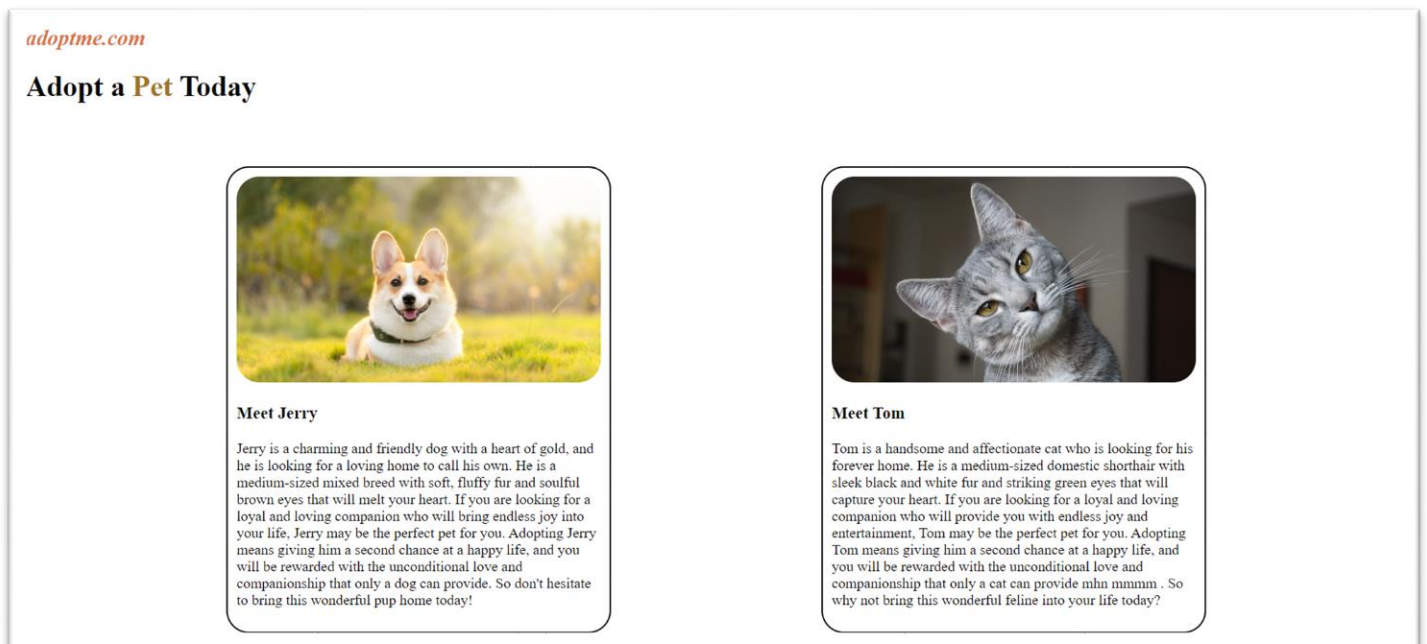 adoptme.com
Adopt a Pet Today
Meet Jerry
Jerry is a charming and friendly dog with a heart of gold, and
he is looking for a loving home to call his own. He is a
medium-sized mixed breed with soft, fluffy fur and soulful
brown eyes that will melt your heart. If you are looking for a
loyal and loving companion who will bring endless joy into
your life, Jerry may be the perfect pet for you. Adopting Jerry
means giving him a second chance at a happy life, and you
will be rewarded with the unconditional love and
companionship that only a dog can provide. So don't hesitate
to bring this wonderful pup home today!
Meet Tom
Tom is a handsome and affectionate cat who is looking for his
forever home. He is a medium-sized domestic shorthair with
sleek black and white fur and striking green eyes that will
capture your heart. If you are looking for a loyal and loving
companion who will provide you with endless joy and
entertainment, Tom may be the perfect pet for you. Adopting
Tom means giving him a second chance at a happy life, and
you will be rewarded with the unconditional love and
companionship that only a cat can provide mhn mmmm . So
why not bring this wonderful feline into your life today?